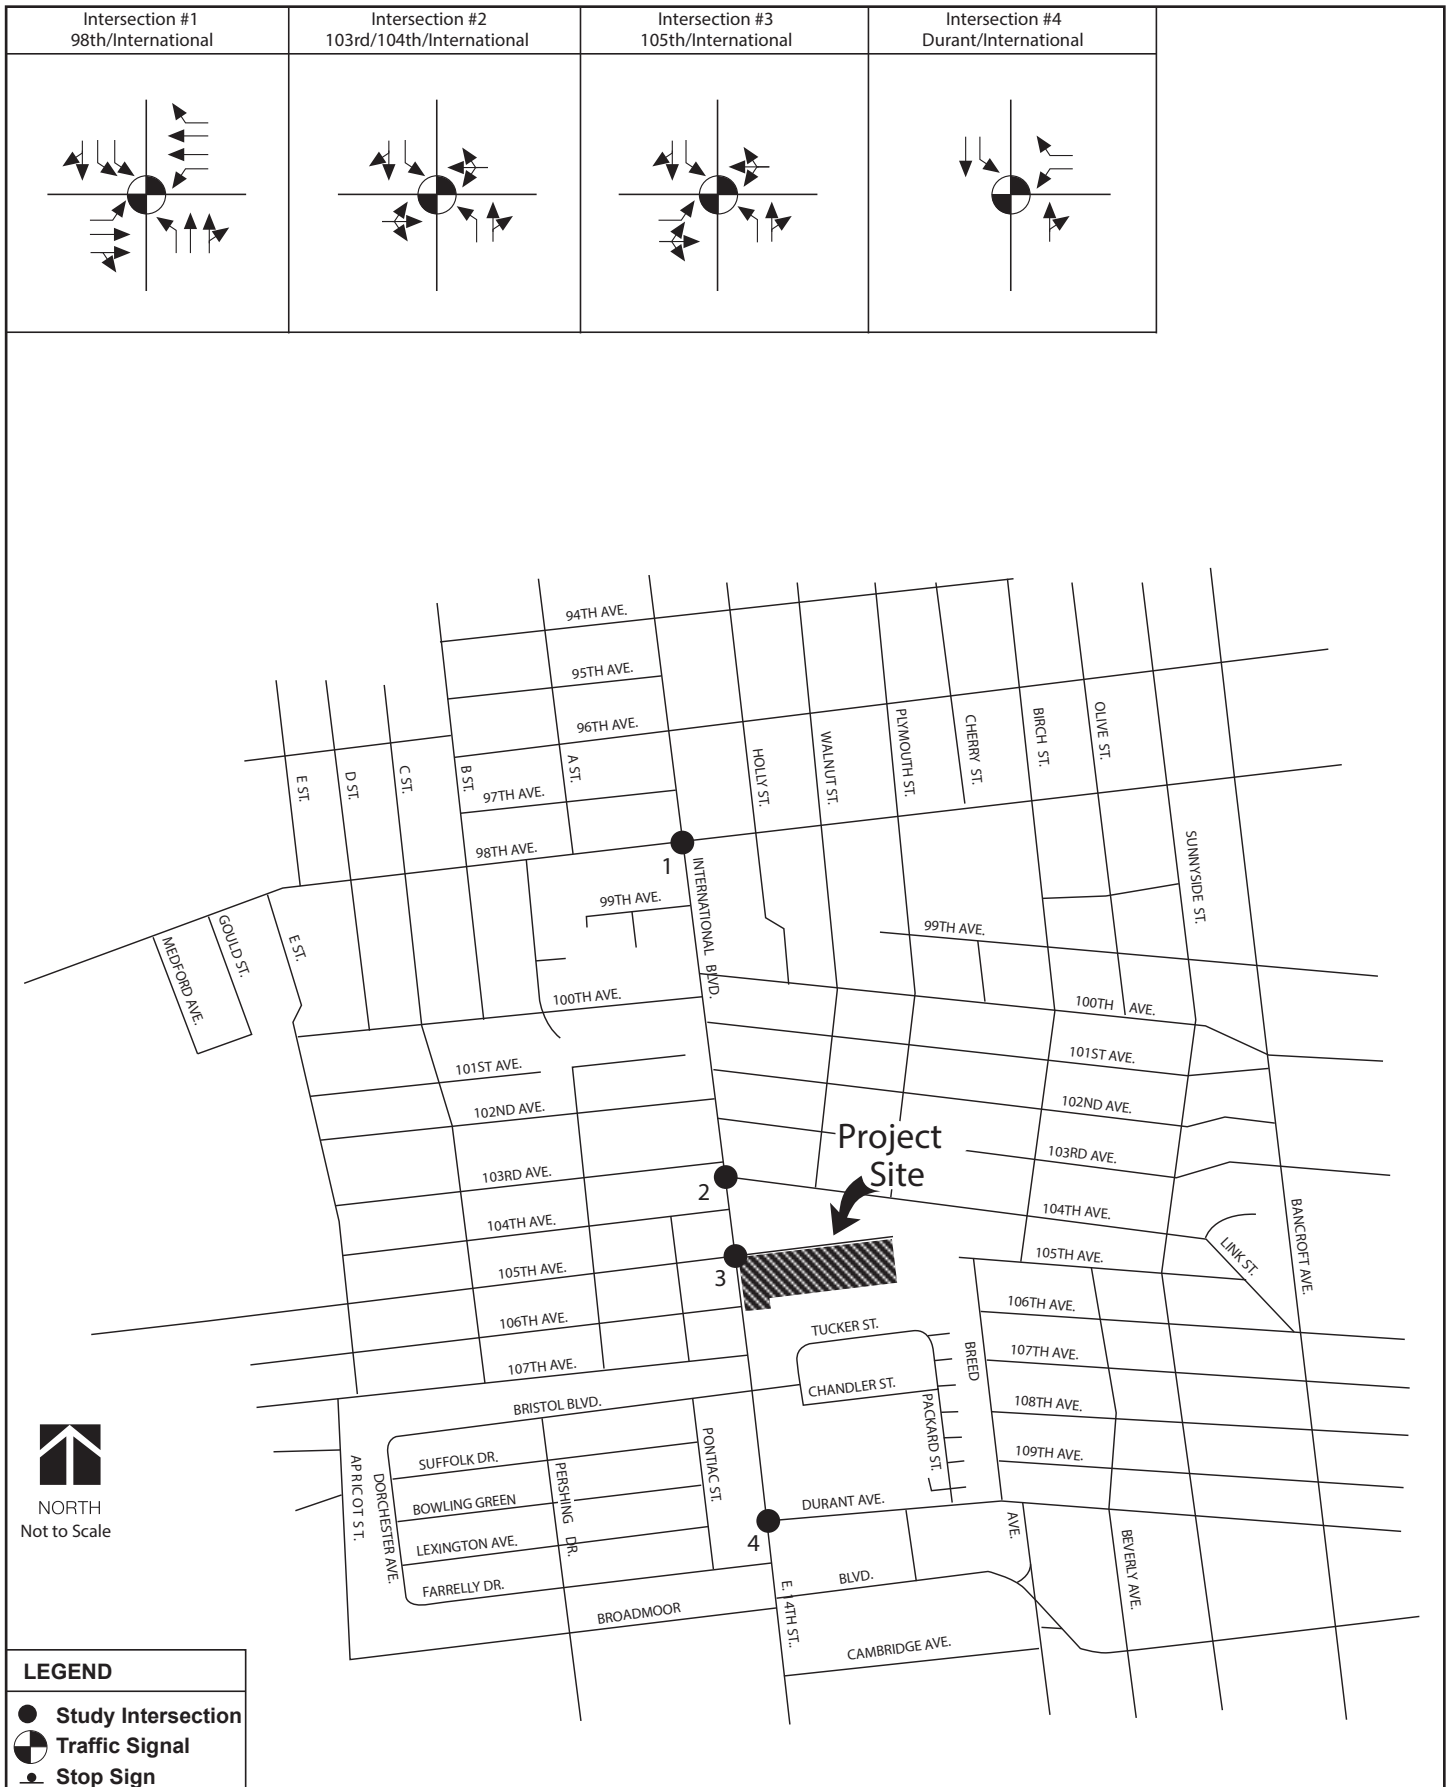 Intersection #1
98th/International
Intersection #2
103rd/104th/International
Intersection #3
105th/International
Intersection #4
Durant/International
94TH AVE.
95TH AVE.
96TH AVE.
E ST.
D ST.
C ST.
B ST.
A ST.
97TH AVE.
HOLLY ST.
WALNUT ST.
PLYMOUTH ST.
CHERRY ST.
BIRCH ST.
OLIVE ST.
98TH AVE.
1
INTERNATIONAL BLVD.
SUNNYSIDE ST.
99TH AVE.
99TH AVE.
GOULD ST.
MEDFORD AVE.
E ST.
100TH AVE.
100TH AVE.
101ST AVE.
101ST AVE.
102ND AVE.
102ND AVE.
Project
Site
103RD AVE.
103RD AVE.
2
104TH AVE.
104TH AVE.
BANCROFT AVE.
LINK ST.
105TH AVE.
105TH AVE.
3
106TH AVE.
106TH AVE.
TUCKER ST.
BREED
107TH AVE.
107TH AVE.
CHANDLER ST.
BRISTOL BLVD.
PACKARD ST.
108TH AVE.
109TH AVE.
PONTIAC ST.
APRICOT ST.
DORCHESTER AVE.
SUFFOLK DR.
PERSHING DR.
BOWLING GREEN
DURANT AVE.
AVE.
LEXINGTON AVE.
4
BEVERLY AVE.
FARRELLY DR.
BLVD.
E. 14TH ST..
BROADMOOR
CAMBRIDGE AVE.
NORTH
Not to Scale
LEGEND
Study Intersection
Traffic Signal
Stop Sign